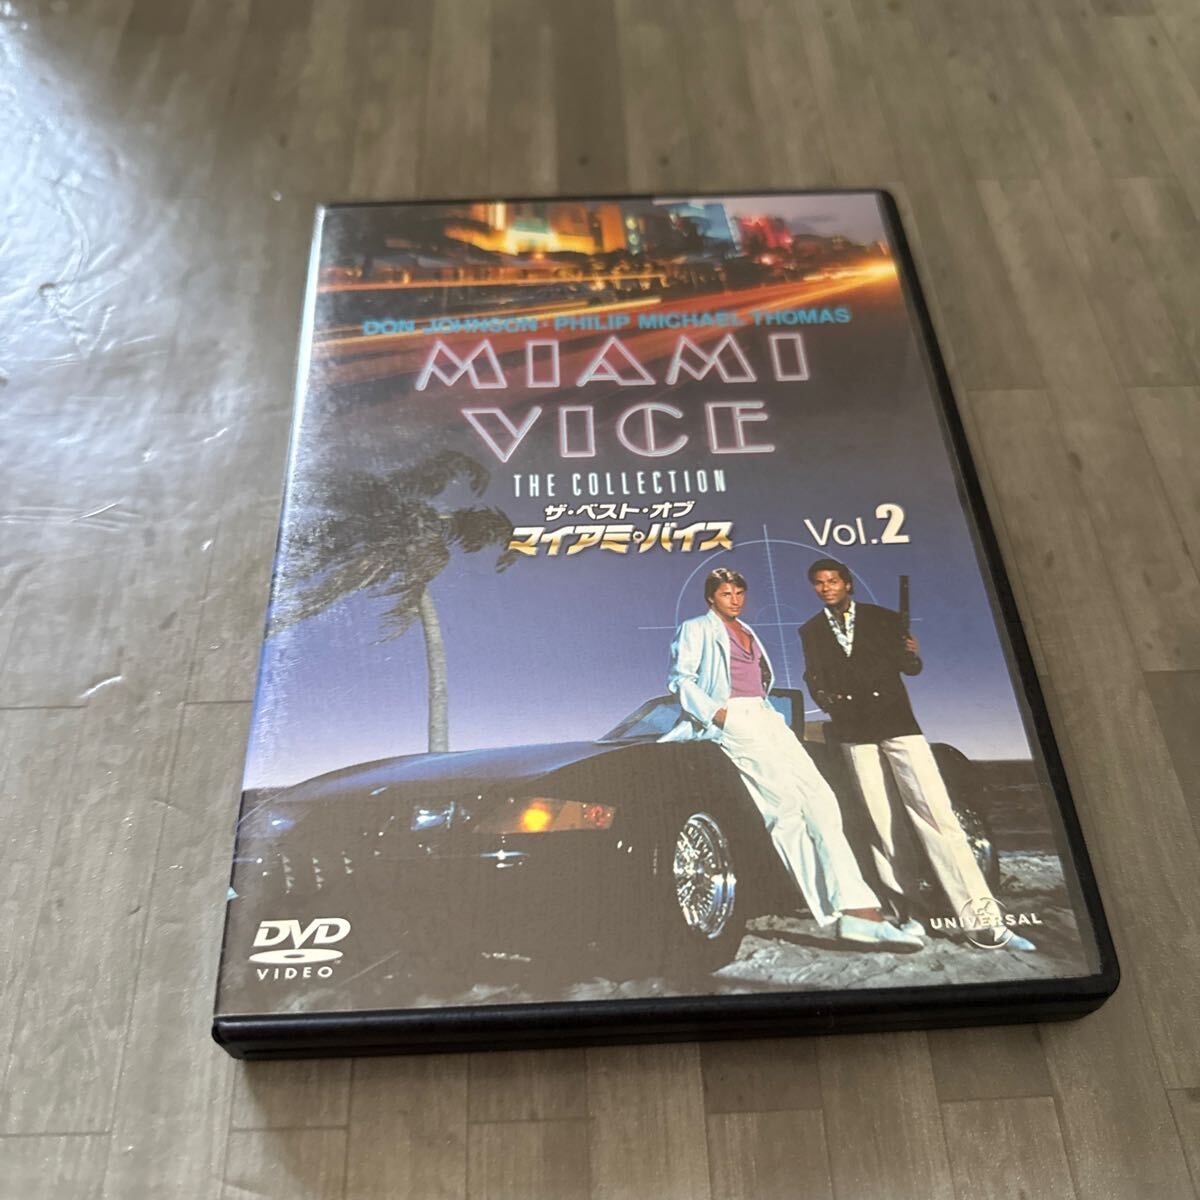 DON JOHNSON · PHILIP MICHAEL THOMAS
MIAMI
VICE
THE COLLECTION
ザ・ベスト・オブ
マイアミ・バイス
Vol.2
DVD
VIDEO
UNIVERSAL